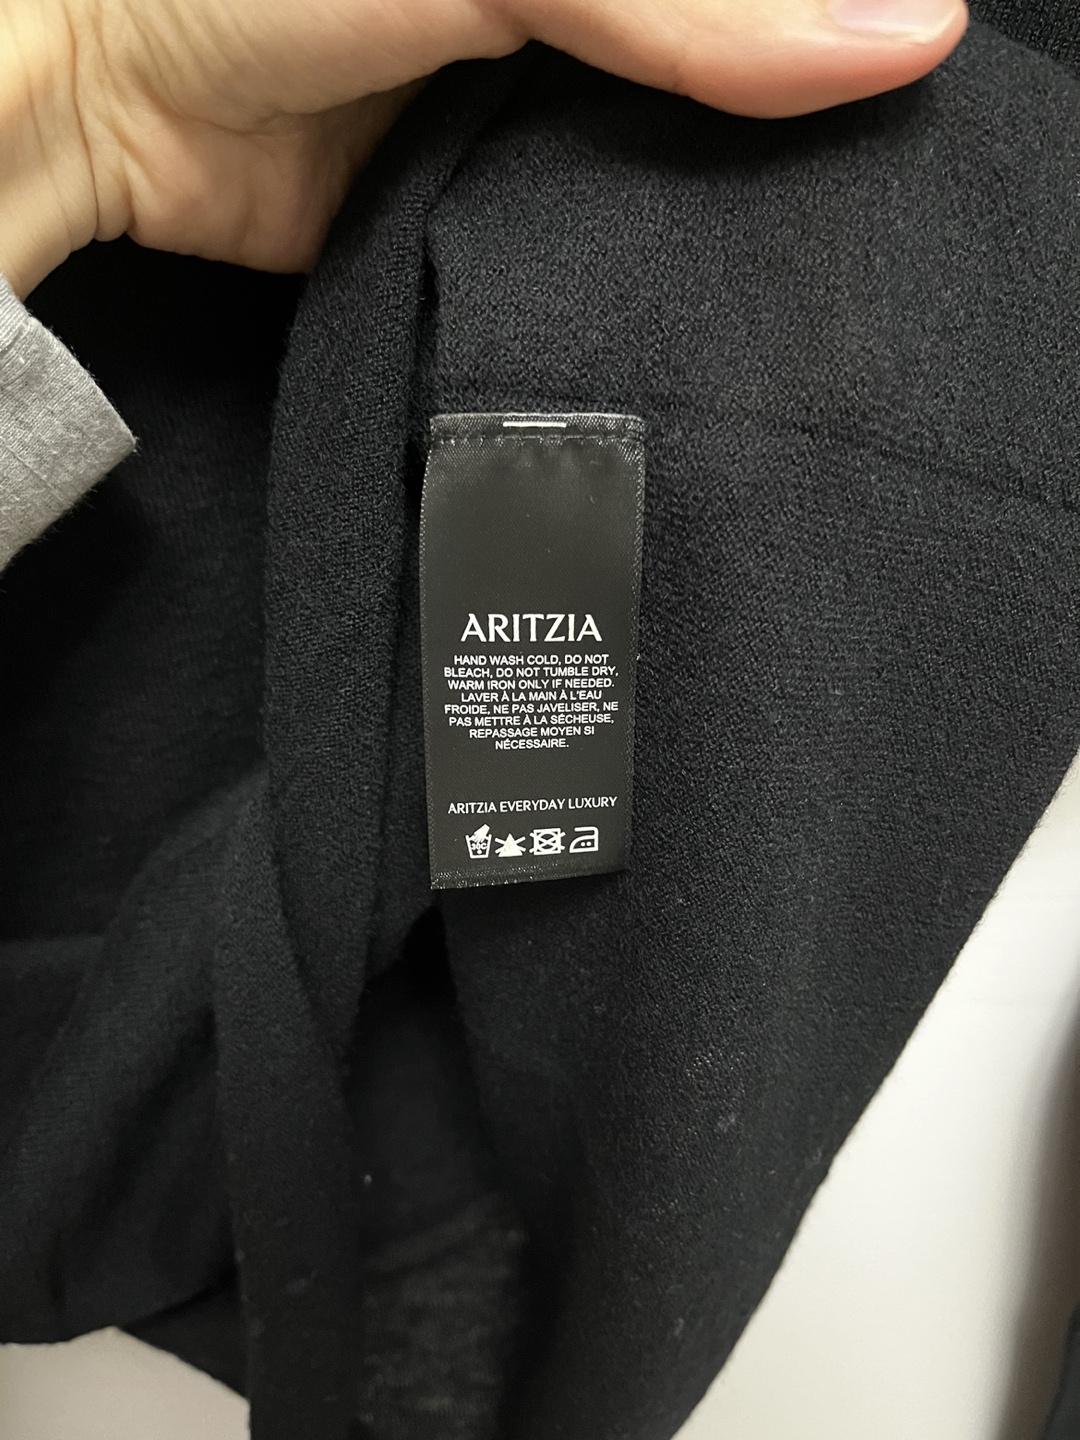 ARITZIA
HAND WASH COLD, DO NOT
BLEACH, DO NOT TUMBLE DRY,
WARM IRON ONLY IF NEEDED.
LAVER À LA MAIN À L'EAU
FROIDE, NE PAS JAVELISER, NE
PAS METTRE À LA SÉCHEUSE,
REPASSAGE MOYEN SI
NÉCESSAIRE.
ARITZIA EVERYDAY LUXURY
30C